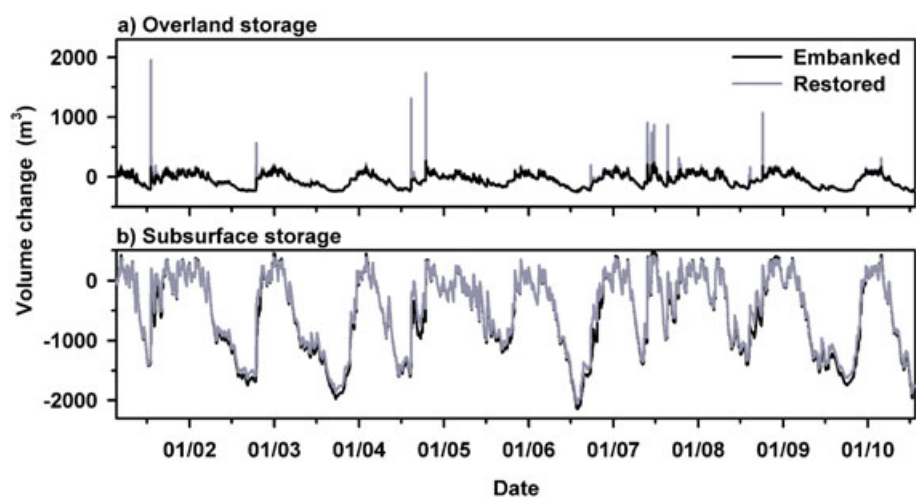 a) Overland storage
2000
1000
0
Embanked
Restored
Volume change (m³)
b) Subsurface storage
0
-1000
-2000
01/02 01/03 01/04 01/05 01/06 01/07 01/08 01/09 01/10
Date